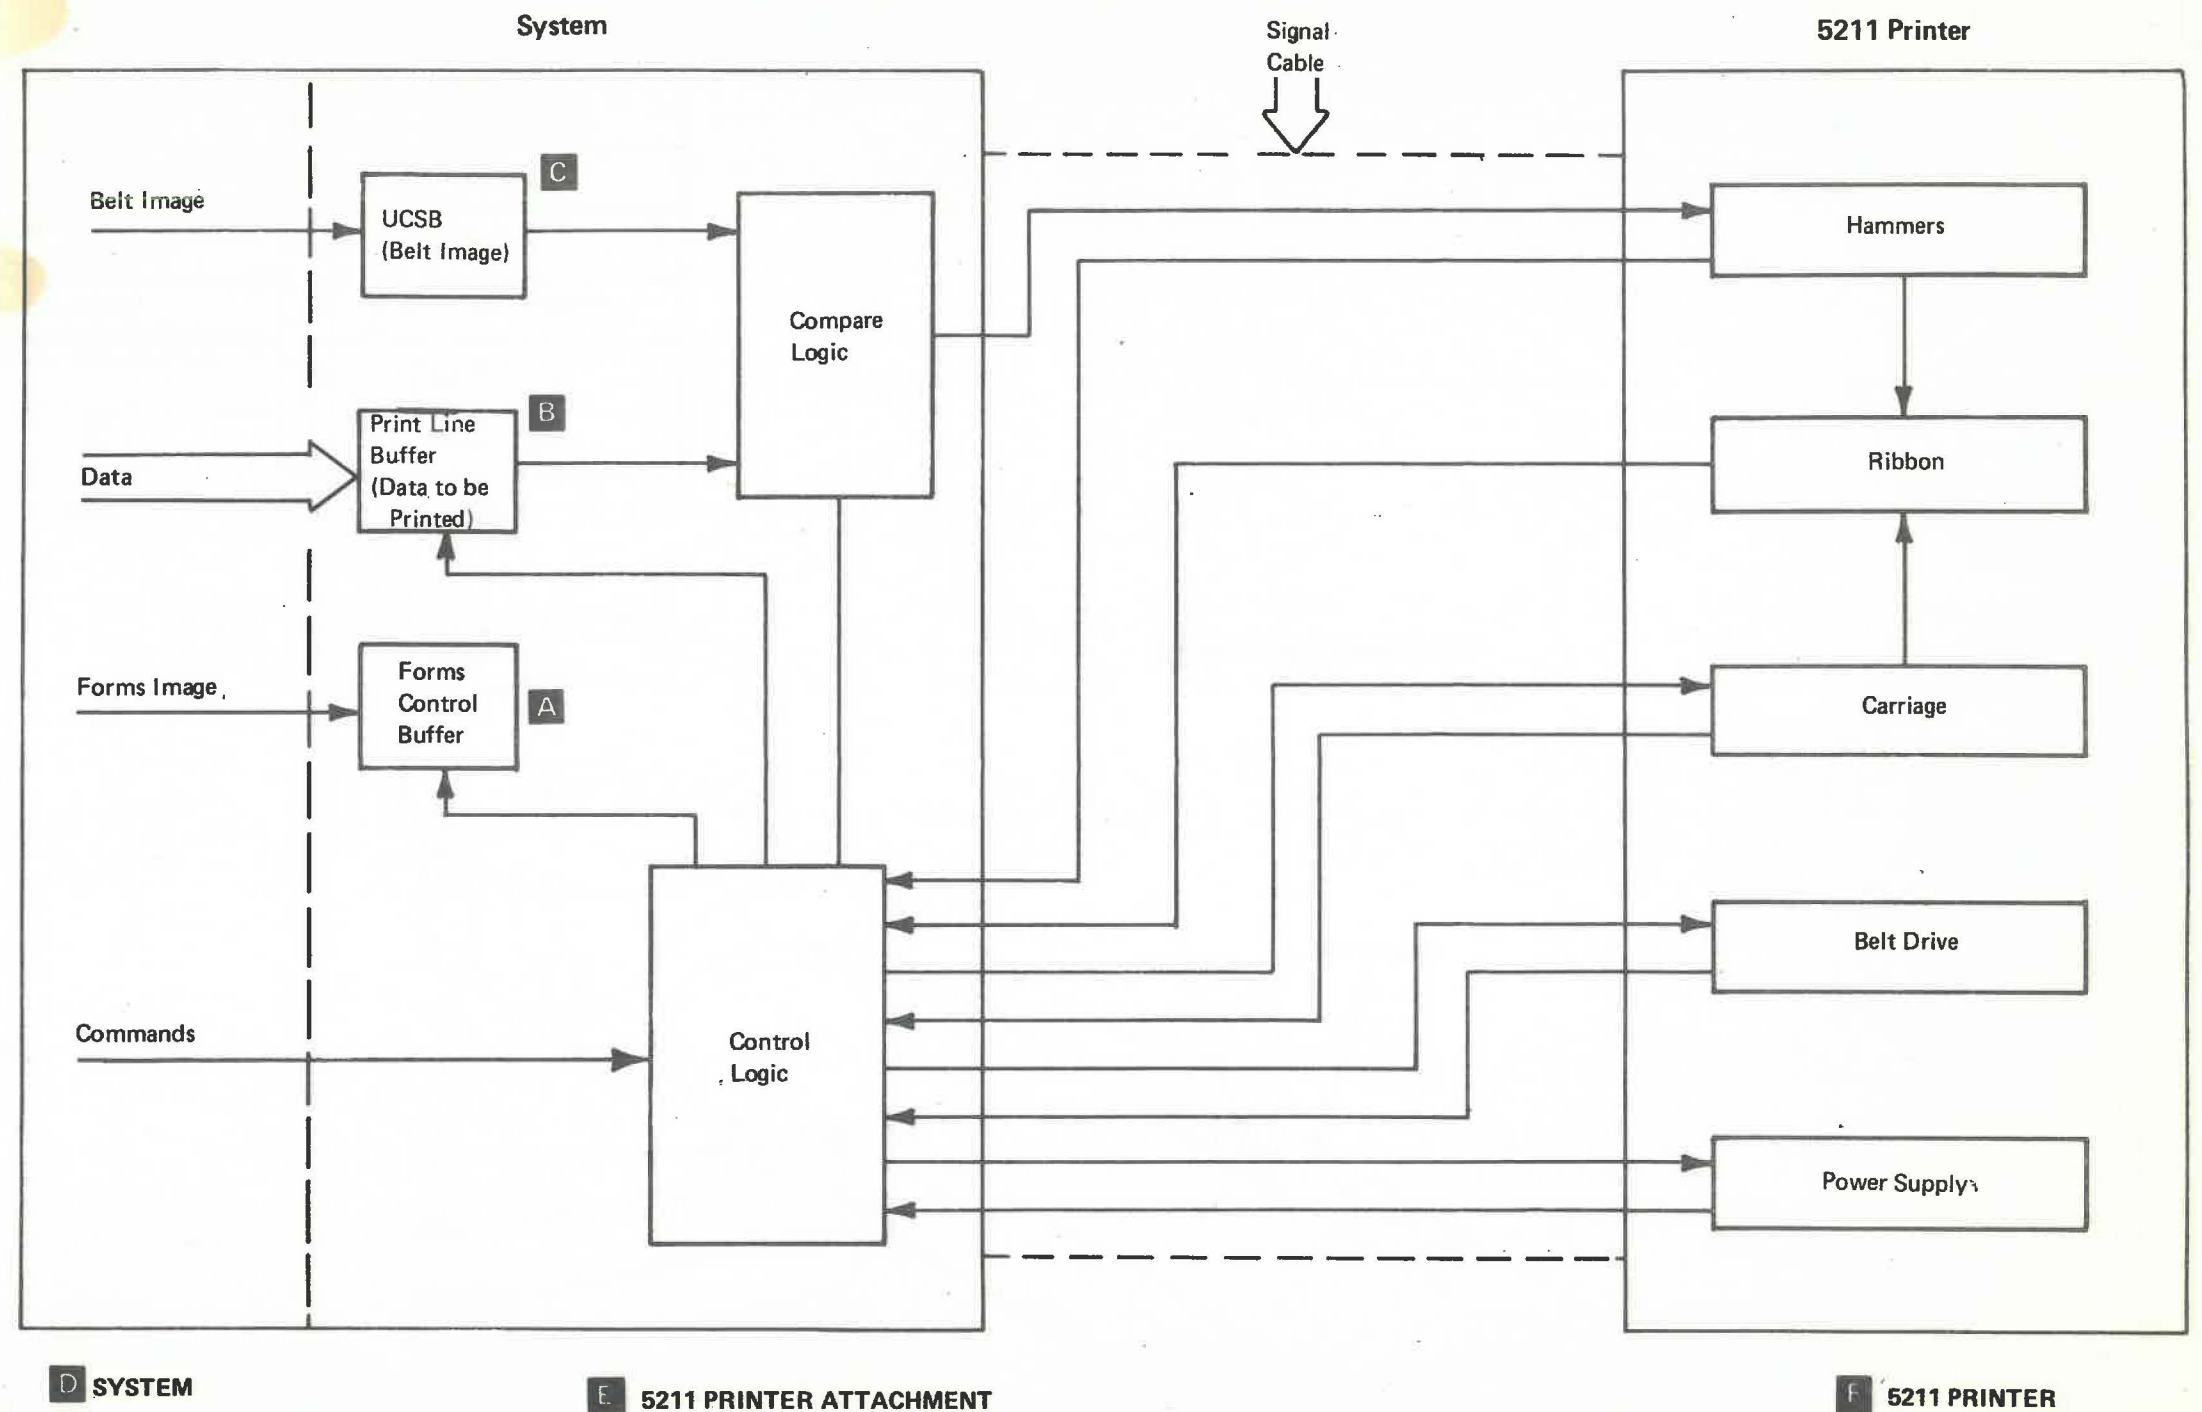 System
Signal
Cable
5211 Printer
Belt Image
UCSB
(Belt Image)
C
Compare
Logic
Hammers
Data
Print Line
Buffer
(Data to be
Printed)
B
Ribbon
Forms Image
Forms
Control
Buffer
A
Carriage
Belt Drive
Commands
Control
Logic
Power Supply
D SYSTEM
E 5211 PRINTER ATTACHMENT
F 5211 PRINTER